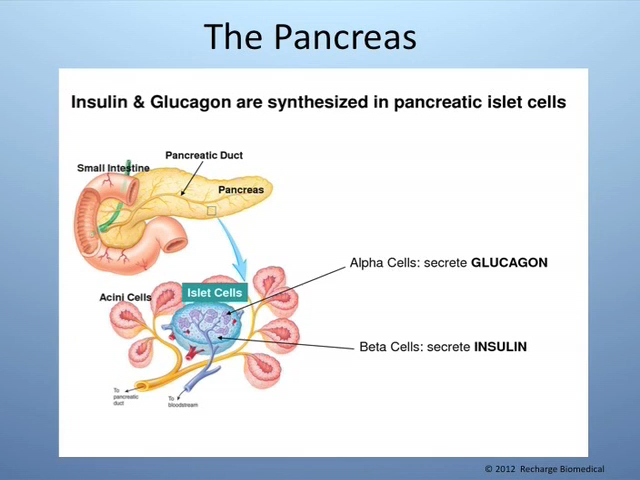 The Pancreas
Insulin & Glucagon are synthesized in pancreatic islet cells
Pancreatic Duct
Small Intestine
Pancreas
Alpha Cells: secrete GLUCAGON
Islet Cells
Acini Cells
Beta Cells: secrete INSULIN
To
pancreatic
duct
To
bloodstream
© 2012 Recharge Biomedical